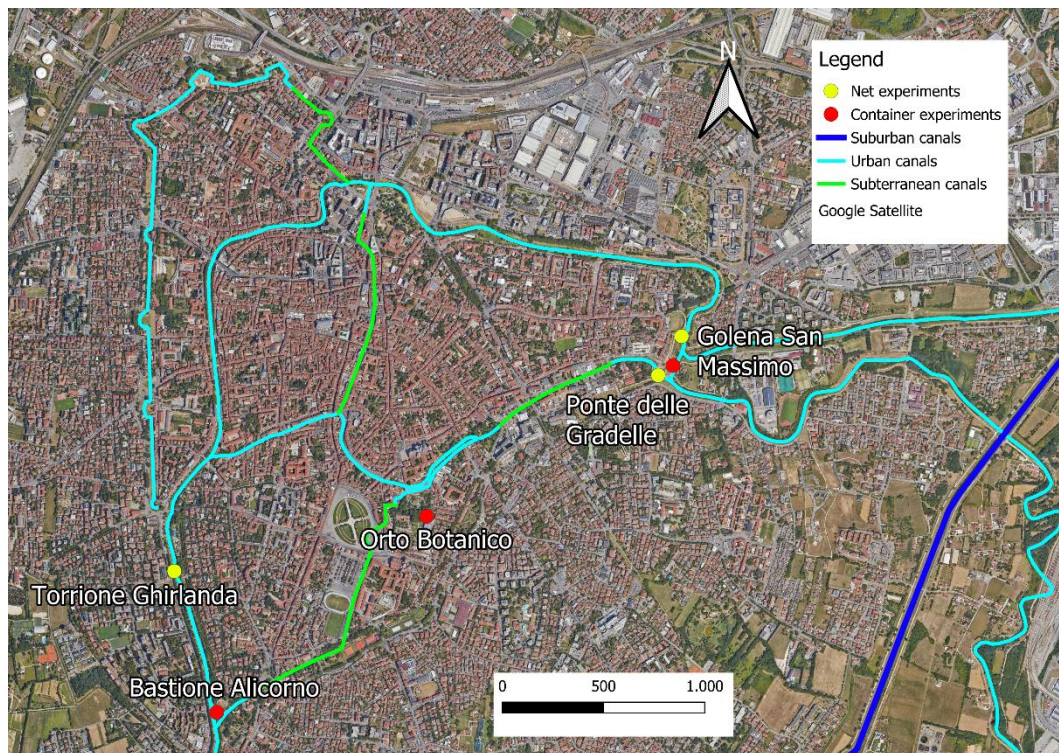 N
Legend
Net experiments
Container experiments
Suburban canals
Urban canals
Subterranean canals
Google Satellite
Golena San
Massimo
Ponte delle
Gradelle
Orto Botanico
Torrione Ghirlanda
Bastione Alicorno
0 500 1.000